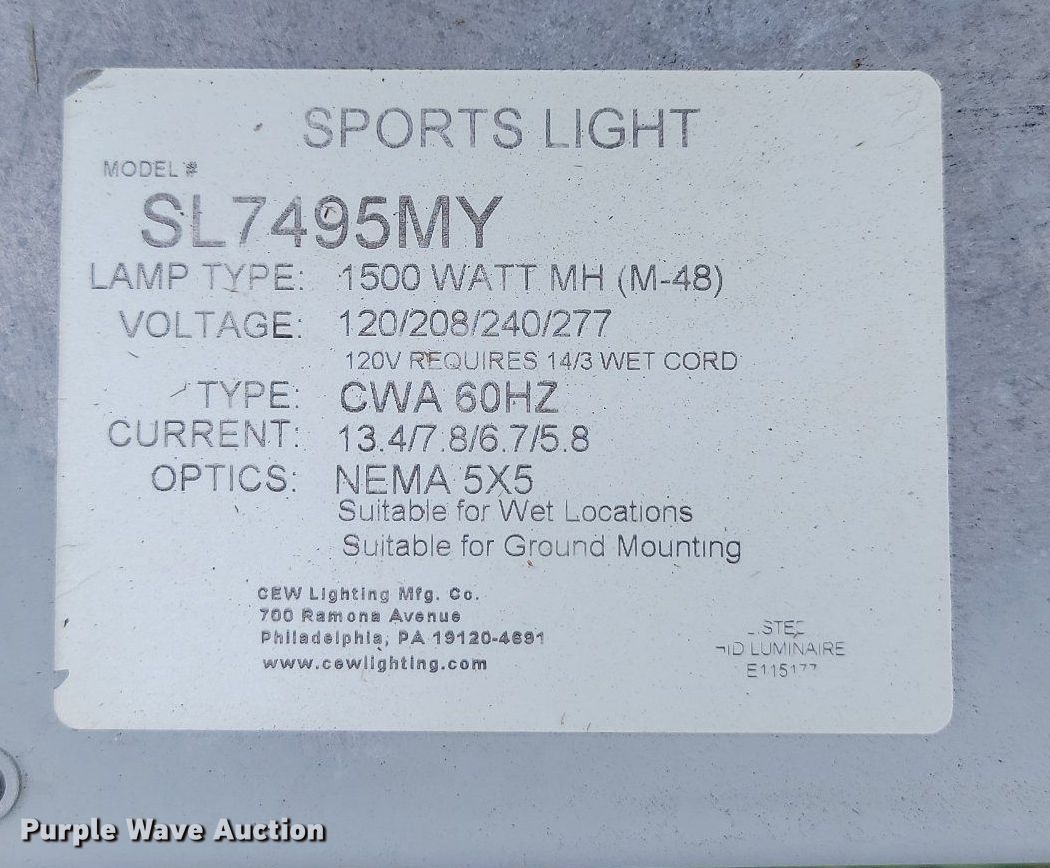 SPORTS LIGHT
MODEL #
SL7495MY
LAMP TYPE: 1500 WATT MH (M-48)
VOLTAGE: 120/208/240/277
120V REQUIRES 14/3 WET CORD
TYPE: CWA 60HZ
CURRENT: 13.4/7.8/6.7/5.8
OPTICS: NEMA 5X5
Suitable for Wet Locations
Suitable for Ground Mounting
CEW Lighting Mfg. Co.
700 Ramona Avenue
Philadelphia, PA 19120-4691
www.cewlighting.com
LISTED
HID LUMINAIRE
E115177
Purple Wave Auction